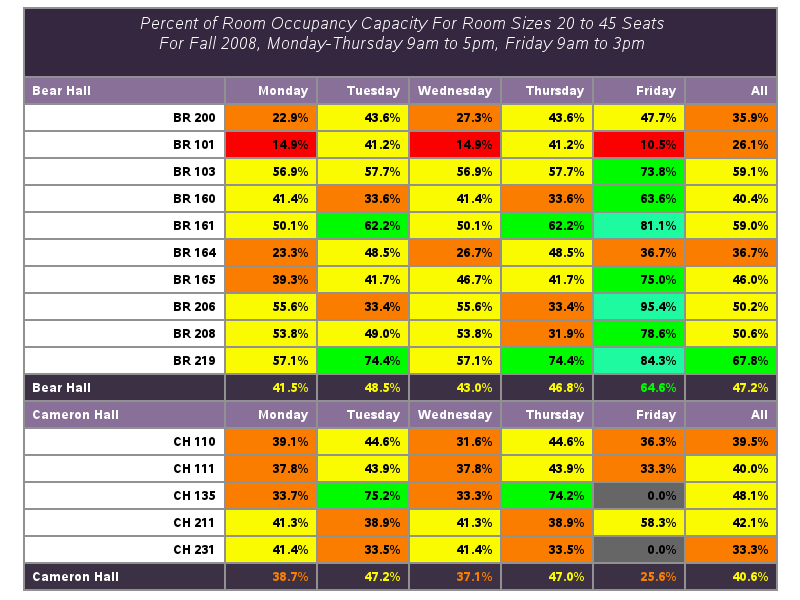 Percent of Room Occupancy Capacity For Room Sizes 20 to 45 Seats
For Fall 2008, Monday-Thursday 9am to 5pm, Friday 9am to 3pm
Bear Hall Monday Tuesday Wednesday Thursday Friday All
BR 200 22.9% 43.6% 27.3% 43.6% 47.7% 35.9%
BR 101 14.9% 41.2% 14.9% 41.2% 10.5% 26.1%
BR 103 56.9% 57.7% 56.9% 57.7% 73.8% 59.1%
BR 160 41.4% 33.6% 41.4% 33.6% 63.6% 40.4%
BR 161 50.1% 62.2% 50.1% 62.2% 81.1% 59.0%
BR 164 23.3% 48.5% 26.7% 48.5% 36.7% 36.7%
BR 165 39.3% 41.7% 46.7% 41.7% 75.0% 46.0%
BR 206 55.6% 33.4% 55.6% 33.4% 95.4% 50.2%
BR 208 53.8% 49.0% 53.8% 31.9% 78.6% 50.6%
BR 219 57.1% 74.4% 57.1% 74.4% 84.3% 67.8%
Bear Hall 41.5% 48.5% 43.0% 46.8% 64.6% 47.2%
Cameron Hall Monday Tuesday Wednesday Thursday Friday All
CH 110 39.1% 44.6% 31.6% 44.6% 36.3% 39.5%
CH 111 37.8% 43.9% 37.8% 43.9% 33.3% 40.0%
CH 135 33.7% 75.2% 33.3% 74.2% 0.0% 48.1%
CH 211 41.3% 38.9% 41.3% 38.9% 58.3% 42.1%
CH 231 41.4% 33.5% 41.4% 33.5% 0.0% 33.3%
Cameron Hall 38.7% 47.2% 37.1% 47.0% 25.6% 40.6%